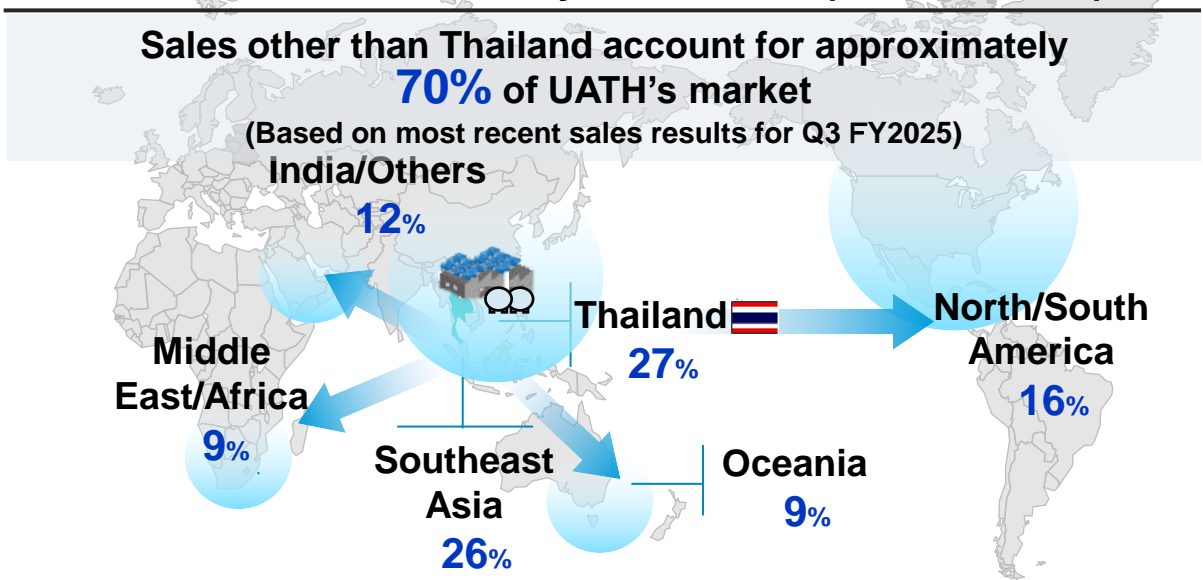 Sales other than Thailand account for approximately
70% of UATH's market
(Based on most recent sales results for Q3 FY2025)
India/Others
12%
Thailand
27%
North/South
America
16%
Middle
East/Africa
9%
Southeast
Asia
26%
Oceania
9%